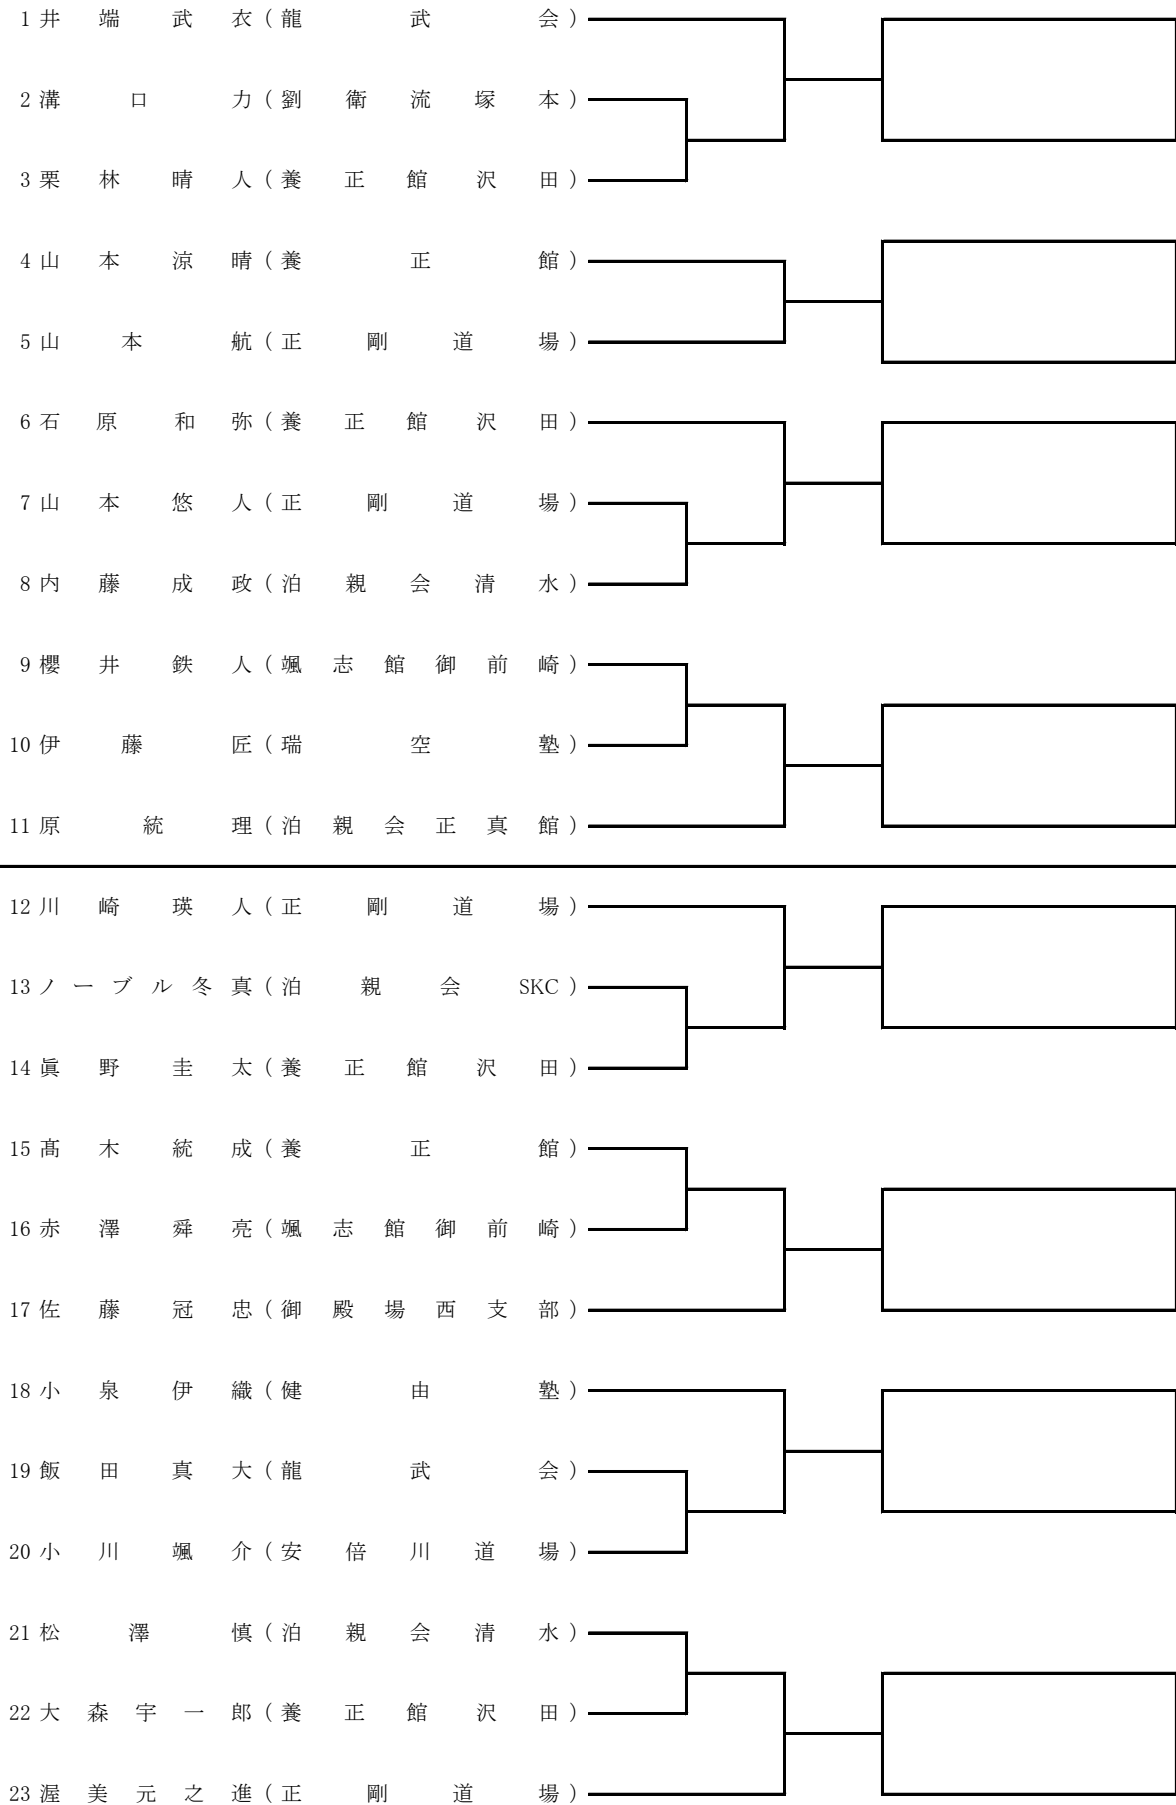 1 井端武衣（龍武会）
2 溝口力（劉衛流塚本）
3 栗林晴人（養正館沢田）
4 山本涼晴（養正館）
5 山本航（正剛道場）
6 石原和弥（養正館沢田）
7 山本悠人（正剛道場）
8 内藤成政（泊親会清水）
9 櫻井鉄人（颯志館御前崎）
10 伊藤匠（瑞空塾）
11 原統理（泊親会正真館）
12 川崎瑛人（正剛道場）
13 ノーブル冬真（泊親会SKC）
14 眞野圭太（養正館沢田）
15 髙木統成（養正館）
16 赤澤舜亮（颯志館御前崎）
17 佐藤冠忠（御殿場西支部）
18 小泉伊織（健由塾）
19 飯田真大（龍武会）
20 小川颯介（安倍川道場）
21 松澤慎（泊親会清水）
22 大森宇一郎（養正館沢田）
23 渥美元之進（正剛道場）